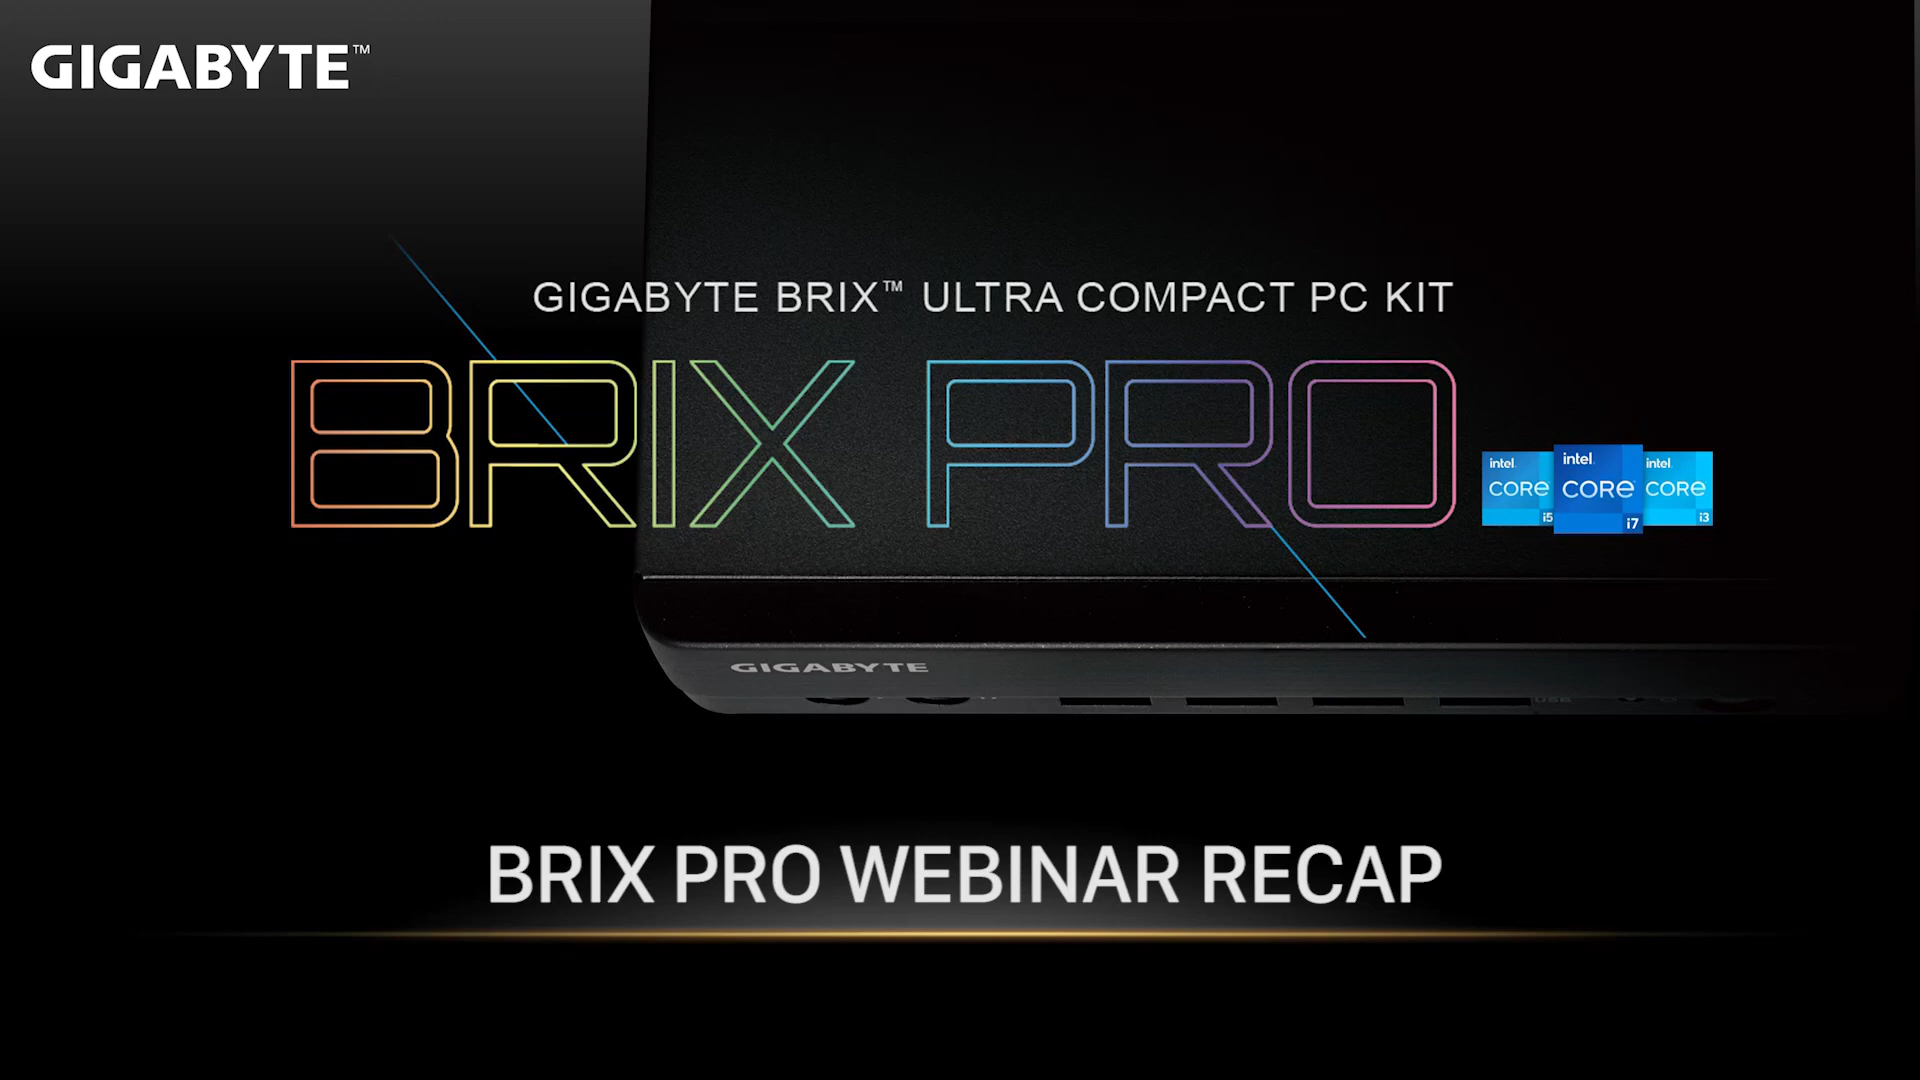 GIGABYTE™
GIGABYTE BRIX™ ULTRA COMPACT PC KIT
BRIX PRO
intel.
CORE
i5
intel.
CORE
i7
intel.
CORE
i3
GIGABYTE
USB
BRIX PRO WEBINAR RECAP